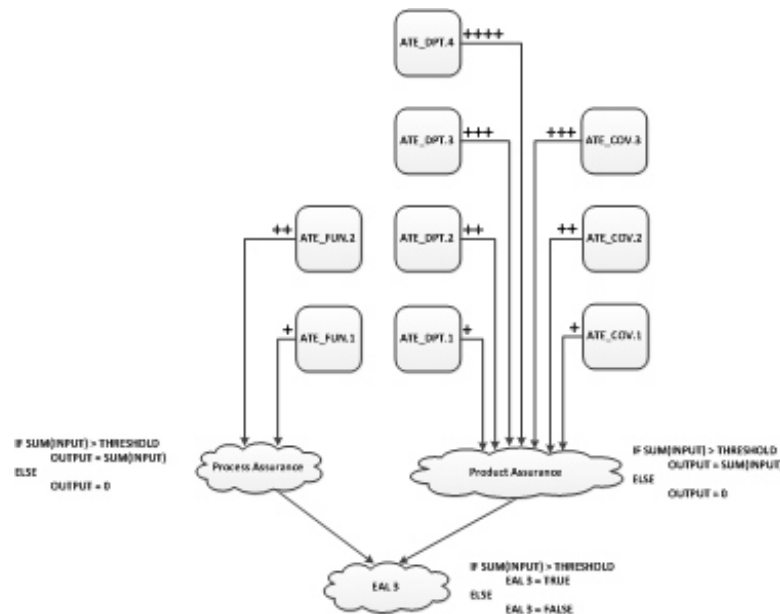 ATE_DPT.4
++++
ATE_DPT.3
+++
+++
ATE_COV.3
++
ATE_FUN.2
ATE_DPT.2
++
++
ATE_COV.2
+
ATE_FUN.1
ATE_DPT.1
+
+
ATE_COV.1
IF SUM(INPUT) > THRESHOLD
OUTPUT = SUM(INPUT)
ELSE
OUTPUT = 0
Process Assurance
Product Assurance
IF SUM(INPUT) > THRESHOLD
OUTPUT = SUM(INPUT
ELSE
OUTPUT = 0
EAL 3
IF SUM(INPUT) > THRESHOLD
EAL 3 = TRUE
ELSE
EAL 3 = FALSE